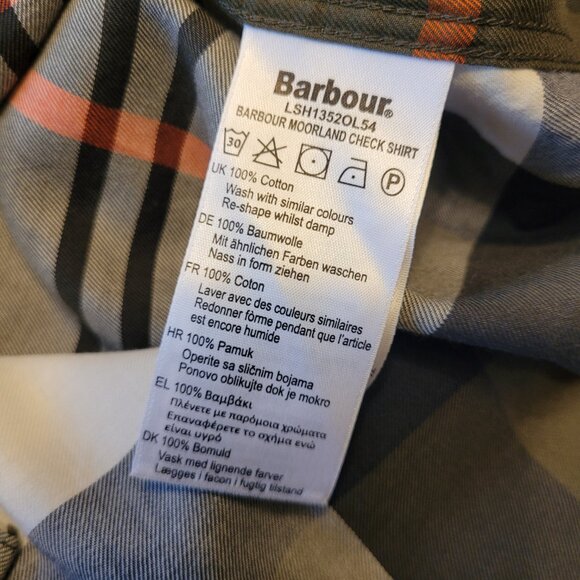 Barbour®
LSH1352OL54
BARBOUR MOORLAND CHECK SHIRT
30 P
UK 100% Cotton
Wash with similar colours
Re-shape whilst damp
DE 100% Baumwolle
Mit ähnlichen Farben waschen
Nass in form ziehen
FR 100% Coton
Laver avec des couleurs similaires
Redonner fôrme pendant que l'article
est encore humide
HR 100% Pamuk
Operite sa sličnim bojama
Ponovo oblikujte dok je mokro
EL 100% Βαμβάκι
Πλένετε με παρόμοια χρώματα
Επαναφέρετε το σχήμα ενώ
είναι υγρό
DK 100% Bomuld
Vask med lignende farver
Lægges i facon i fugtig tilstand